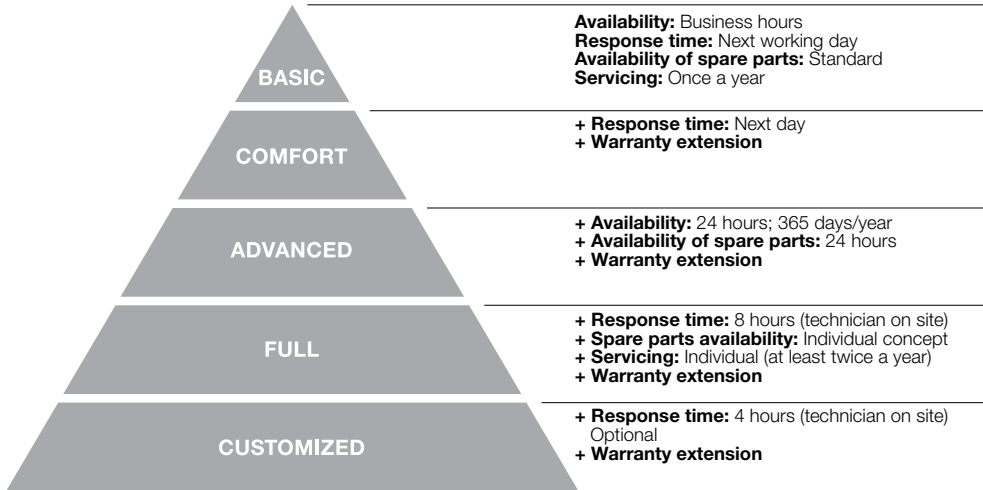 BASIC
Availability: Business hours
Response time: Next working day
Availability of spare parts: Standard
Servicing: Once a year
COMFORT
+ Response time: Next day
+ Warranty extension
ADVANCED
+ Availability: 24 hours; 365 days/year
+ Availability of spare parts: 24 hours
+ Warranty extension
FULL
+ Response time: 8 hours (technician on site)
+ Spare parts availability: Individual concept
+ Servicing: Individual (at least twice a year)
+ Warranty extension
CUSTOMIZED
+ Response time: 4 hours (technician on site)
Optional
+ Warranty extension